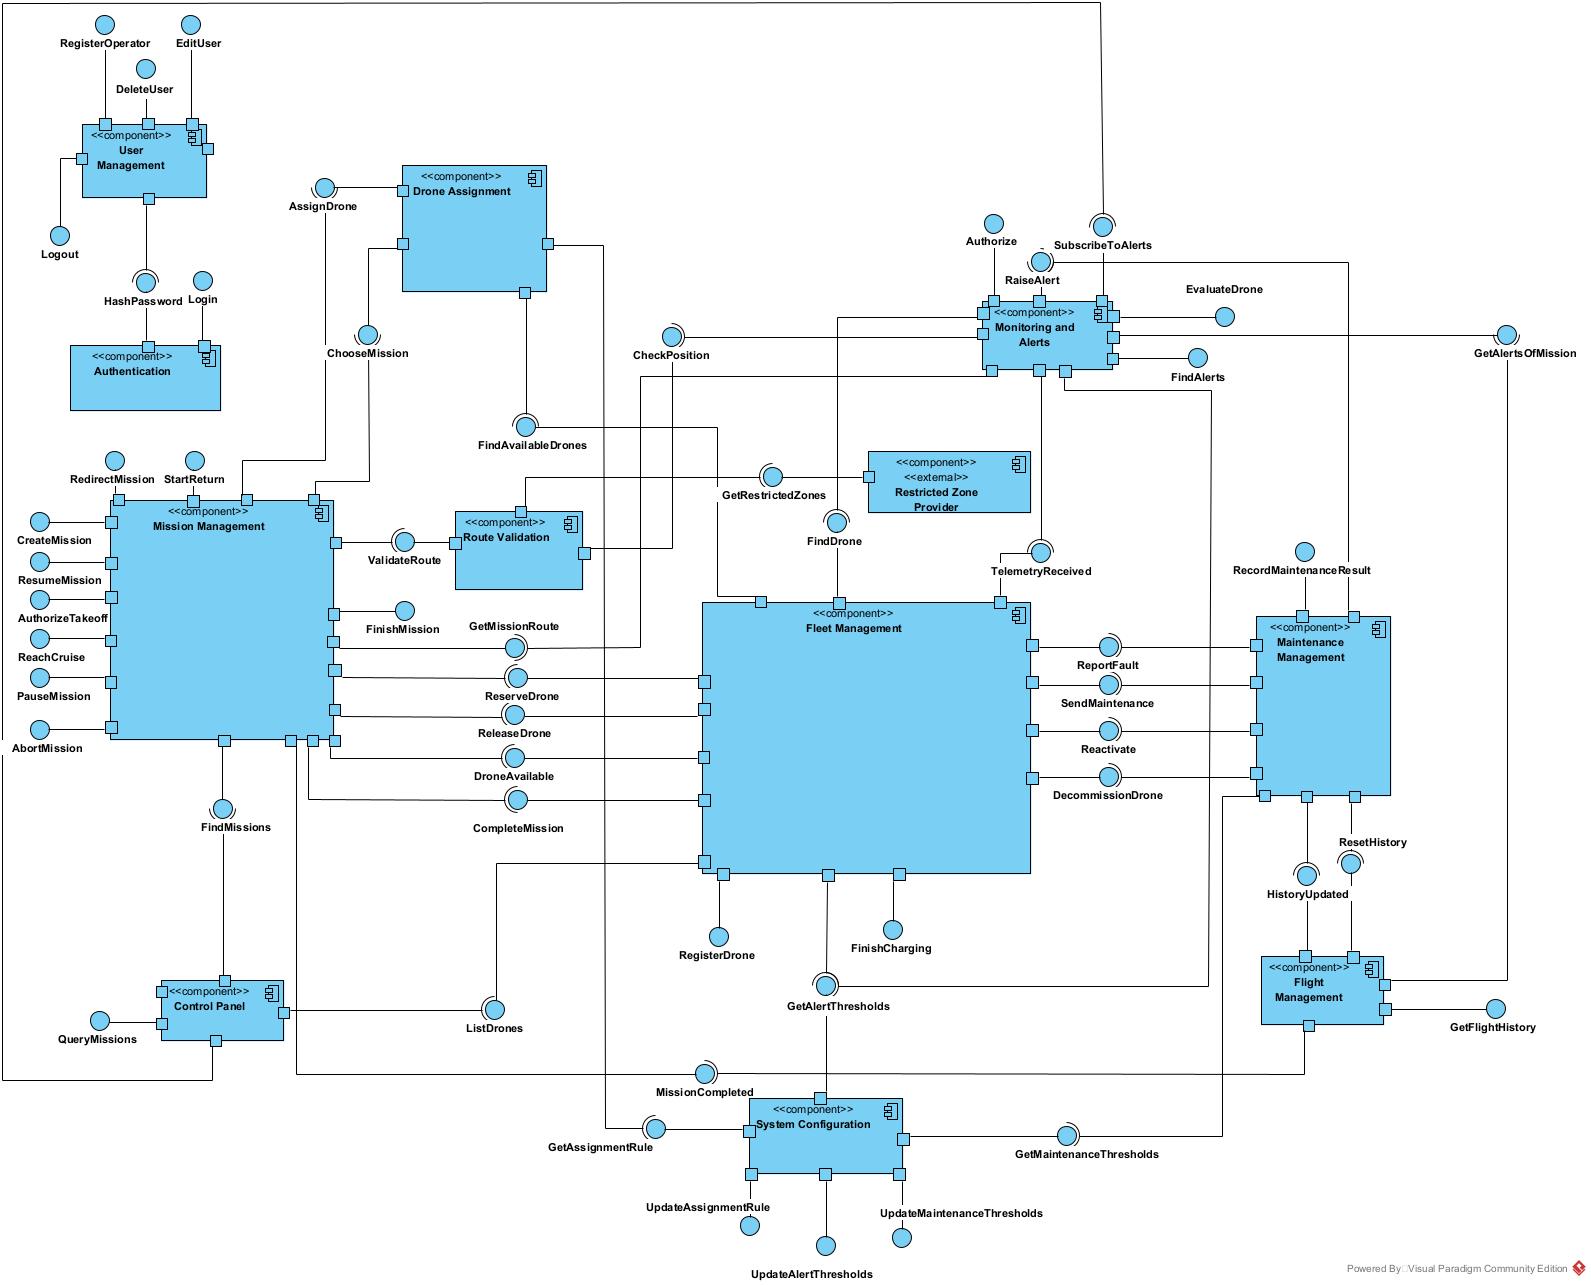 RegisterOperator
EditUser
DeleteUser
<<component>>
User
Management
Logout
HashPassword
Login
<<component>>
Authentication
AssignDrone
<<component>>
Drone Assignment
ChooseMission
FindAvailableDrones
CheckPosition
Authorize
SubscribeToAlerts
RaiseAlert
EvaluateDrone
<<component>>
Monitoring and
Alerts
GetAlertsOfMission
FindAlerts
RedirectMission
StartReturn
<<component>>
Mission Management
CreateMission
ResumeMission
AuthorizeTakeoff
ReachCruise
PauseMission
AbortMission
ValidateRoute
<<component>>
Route Validation
GetRestrictedZones
<<component>>
<<external>>
Restricted Zone
Provider
FindDrone
TelemetryReceived
FinishMission
GetMissionRoute
ReserveDrone
ReleaseDrone
DroneAvailable
CompleteMission
<<component>>
Fleet Management
RecordMaintenanceResult
<<component>>
Maintenance
Management
ReportFault
SendMaintenance
Reactivate
DecommissionDrone
FindMissions
ResetHistory
HistoryUpdated
RegisterDrone
FinishCharging
<<component>>
Control Panel
QueryMissions
ListDrones
GetAlertThresholds
<<component>>
Flight
Management
GetFlightHistory
MissionCompleted
<<component>>
System Configuration
GetAssignmentRule
GetMaintenanceThresholds
UpdateAssignmentRule
UpdateMaintenanceThresholds
UpdateAlertThresholds
Powered By Visual Paradigm Community Edition